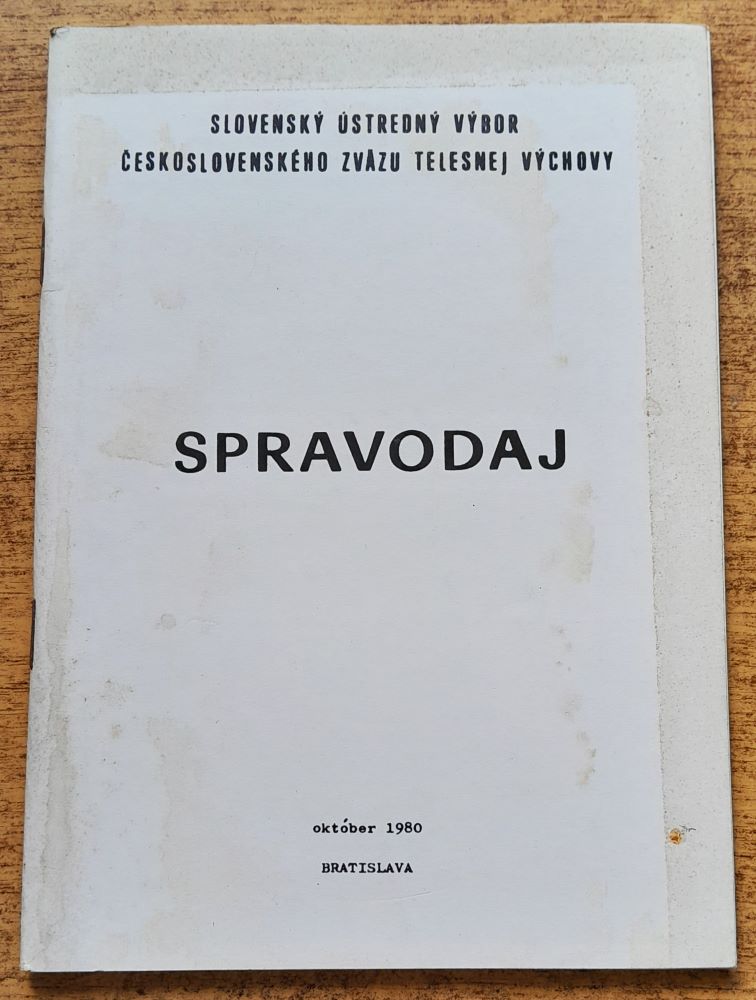 SLOVENSKÝ ÚSTREDNÝ VÝBOR
ČESKOSLOVENSKÉHO ZVÄZU TELESNEJ VÝCHOVY
SPRAVODAJ
október 1980
BRATISLAVA